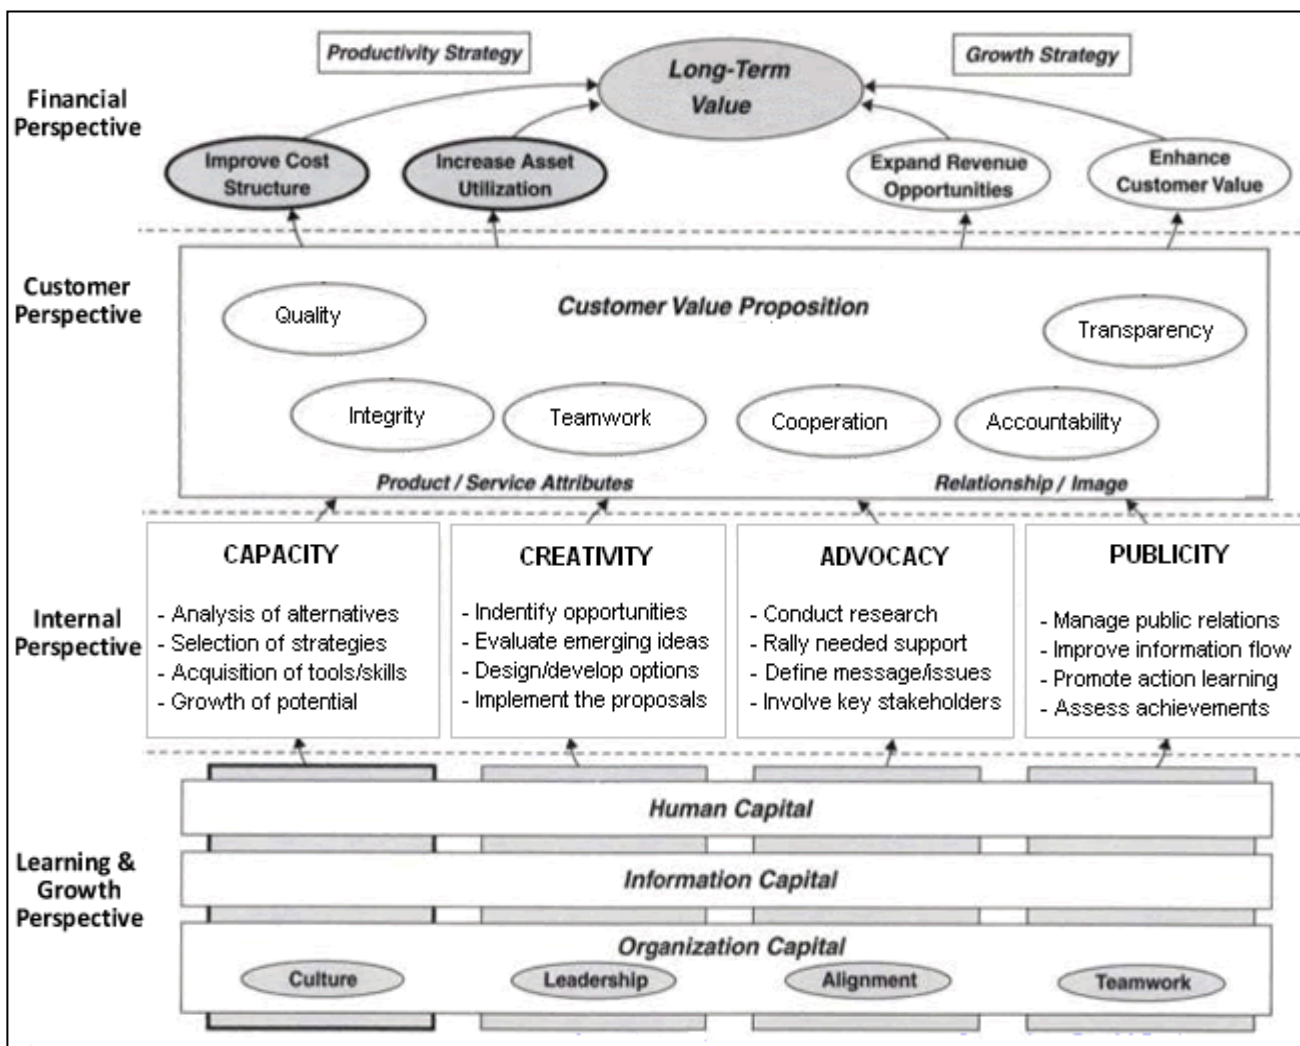 Productivity Strategy
Long-Term
Value
Growth Strategy
Financial
Perspective
Improve Cost
Structure
Increase Asset
Utilization
Expand Revenue
Opportunities
Enhance
Customer Value
Customer
Perspective
Customer Value Proposition
Quality
Transparency
Integrity
Teamwork
Cooperation
Accountability
Product / Service Attributes
Relationship / Image
Internal
Perspective
CAPACITY
- Analysis of alternatives
- Selection of strategies
- Acquisition of tools/skills
- Growth of potential
CREATIVITY
- Indentify opportunities
- Evaluate emerging ideas
- Design/develop options
- Implement the proposals
ADVOCACY
- Conduct research
- Rally needed support
- Define message/issues
- Involve key stakeholders
PUBLICITY
- Manage public relations
- Improve information flow
- Promote action learning
- Assess achievements
Learning &
Growth
Perspective
Human Capital
Information Capital
Organization Capital
Culture
Leadership
Alignment
Teamwork